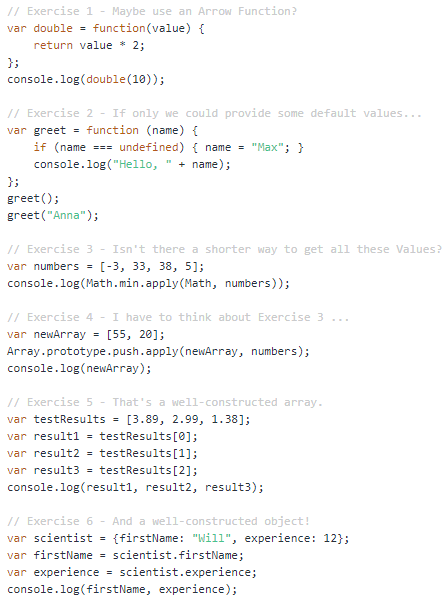 // Exercise 1 - Maybe use an Arrow Function?
var double = function(value) {
    return value * 2;
};
console.log(double(10));

// Exercise 2 - If only we could provide some default values...
var greet = function (name) {
    if (name === undefined) { name = "Max"; }
    console.log("Hello, " + name);
};
greet();
greet("Anna");

// Exercise 3 - Isn't there a shorter way to get all these Values?
var numbers = [-3, 33, 38, 5];
console.log(Math.min.apply(Math, numbers));

// Exercise 4 - I have to think about Exercise 3 ...
var newArray = [55, 20];
Array.prototype.push.apply(newArray, numbers);
console.log(newArray);

// Exercise 5 - That's a well-constructed array.
var testResults = [3.89, 2.99, 1.38];
var result1 = testResults[0];
var result2 = testResults[1];
var result3 = testResults[2];
console.log(result1, result2, result3);

// Exercise 6 - And a well-constructed object!
var scientist = {firstName: "Will", experience: 12};
var firstName = scientist.firstName;
var experience = scientist.experience;
console.log(firstName, experience);